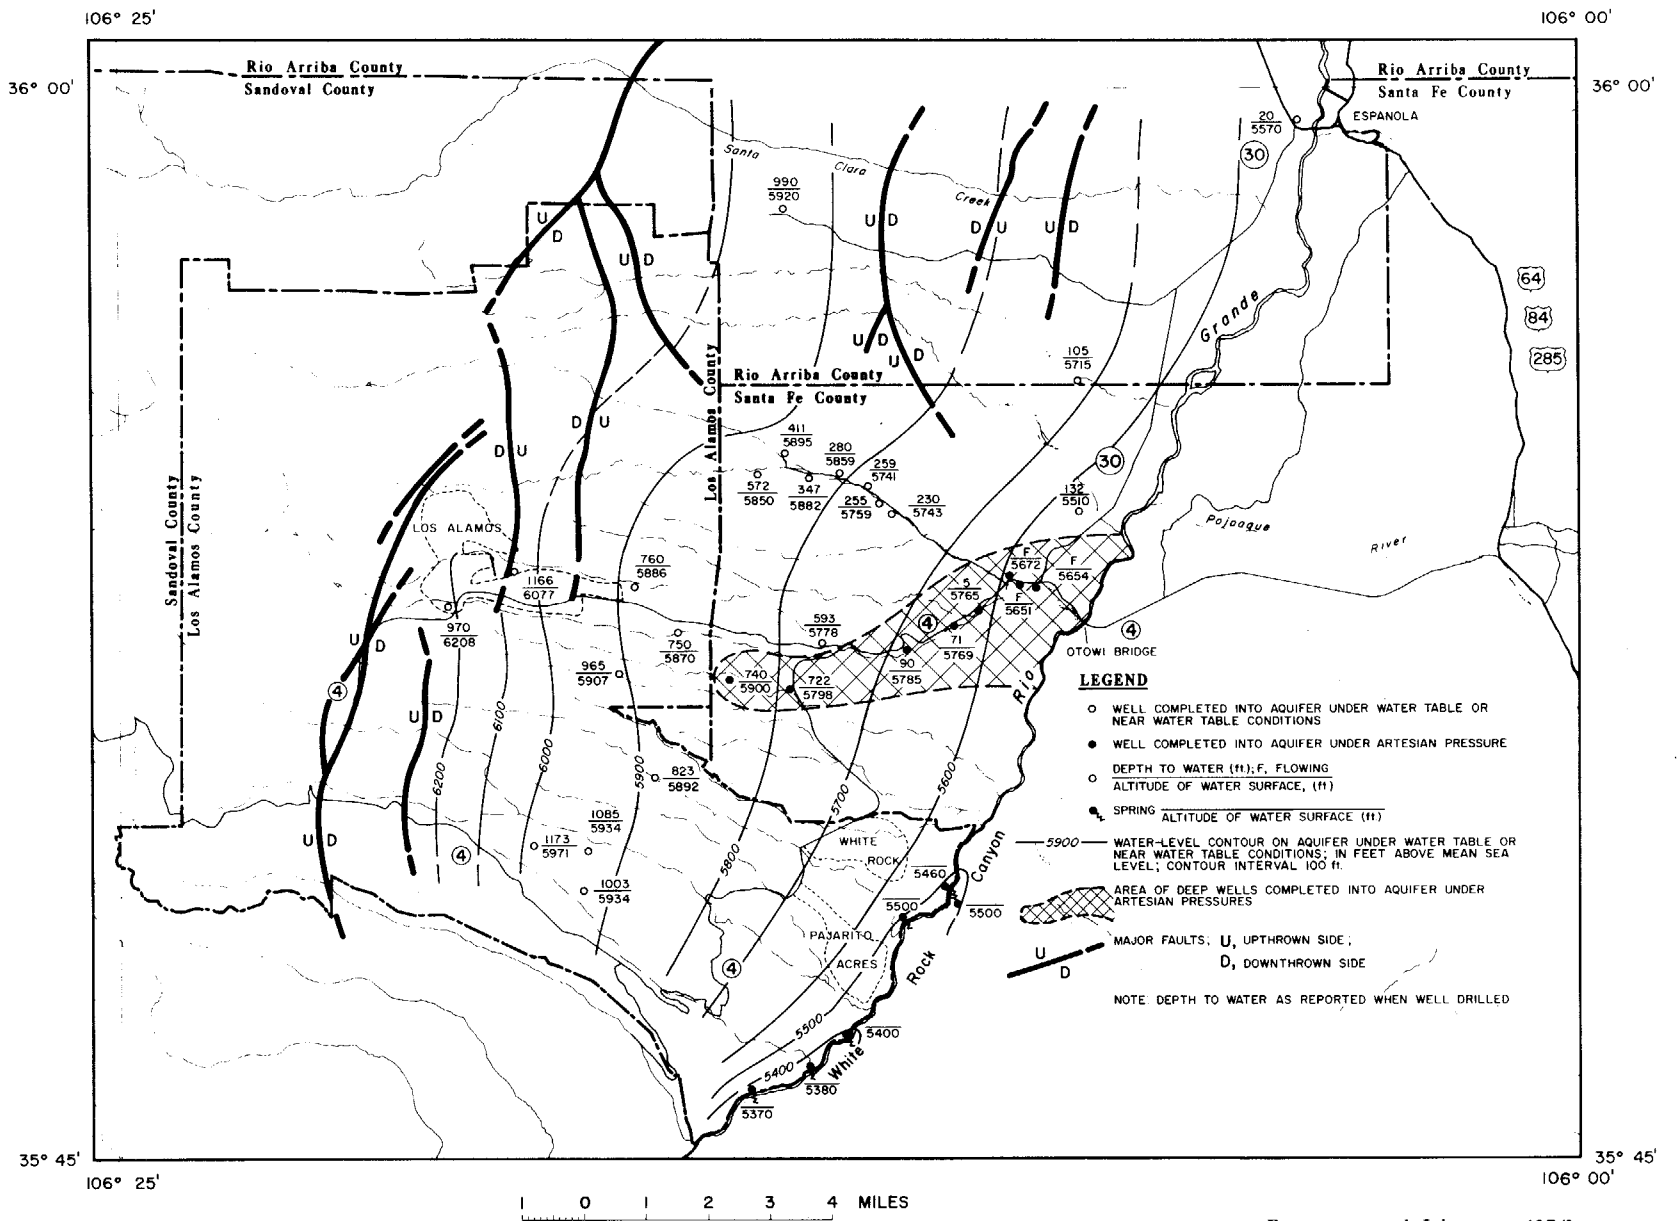 106° 25'
106° 00'
Rio Arriba County
Sandoval County
Rio Arriba County
Santa Fe County
36° 00'
36° 00'
ESPANOLA
20
5570
30
Santa
Clara
Creek
990
5920
U
D
U D
U D
D U
U D
64
84
285
Grande
U D
U D
105
5715
Los Alamos County
Rio Arriba County
Santa Fe County
D U
D U
411
5895
280
5859
259
5741
30
572
5850
347
5882
255
5759
230
5743
132
5510
Sandoval County
Los Alamos County
LOS ALAMOS
Pojoaque
River
1166
6077
760
5886
F
5672
F
5654
5
5765
F
5651
970
6208
593
5778
4
71
5769
4
750
5870
OTOWI BRIDGE
U
D
90
5785
965
5907
740
5900
722
5798
Rio
4
U D
LEGEND
WELL COMPLETED INTO AQUIFER UNDER WATER TABLE OR
NEAR WATER TABLE CONDITIONS
WELL COMPLETED INTO AQUIFER UNDER ARTESIAN PRESSURE
DEPTH TO WATER (ft.); F, FLOWING
ALTITUDE OF WATER SURFACE, (ft)
SPRING ALTITUDE OF WATER SURFACE (ft)
5900 WATER-LEVEL CONTOUR ON AQUIFER UNDER WATER TABLE OR
NEAR WATER TABLE CONDITIONS; IN FEET ABOVE MEAN SEA
LEVEL; CONTOUR INTERVAL 100 ft.
AREA OF DEEP WELLS COMPLETED INTO AQUIFER UNDER
ARTESIAN PRESSURES
U
D
MAJOR FAULTS; U, UPTHROWN SIDE;
D, DOWNTHROWN SIDE
NOTE: DEPTH TO WATER AS REPORTED WHEN WELL DRILLED
6200
6100
6000
5900
5800
5700
5600
823
5892
1085
5934
1173
5971
1003
5934
U D
4
WHITE
ROCK
Canyon
5460
5500
5500
PAJARITO
ACRES
Rock
4
5500
5400
5400
White
5380
5370
35° 45'
35° 45'
106° 25'
106° 00'
1 0 1 2 3 4 MILES